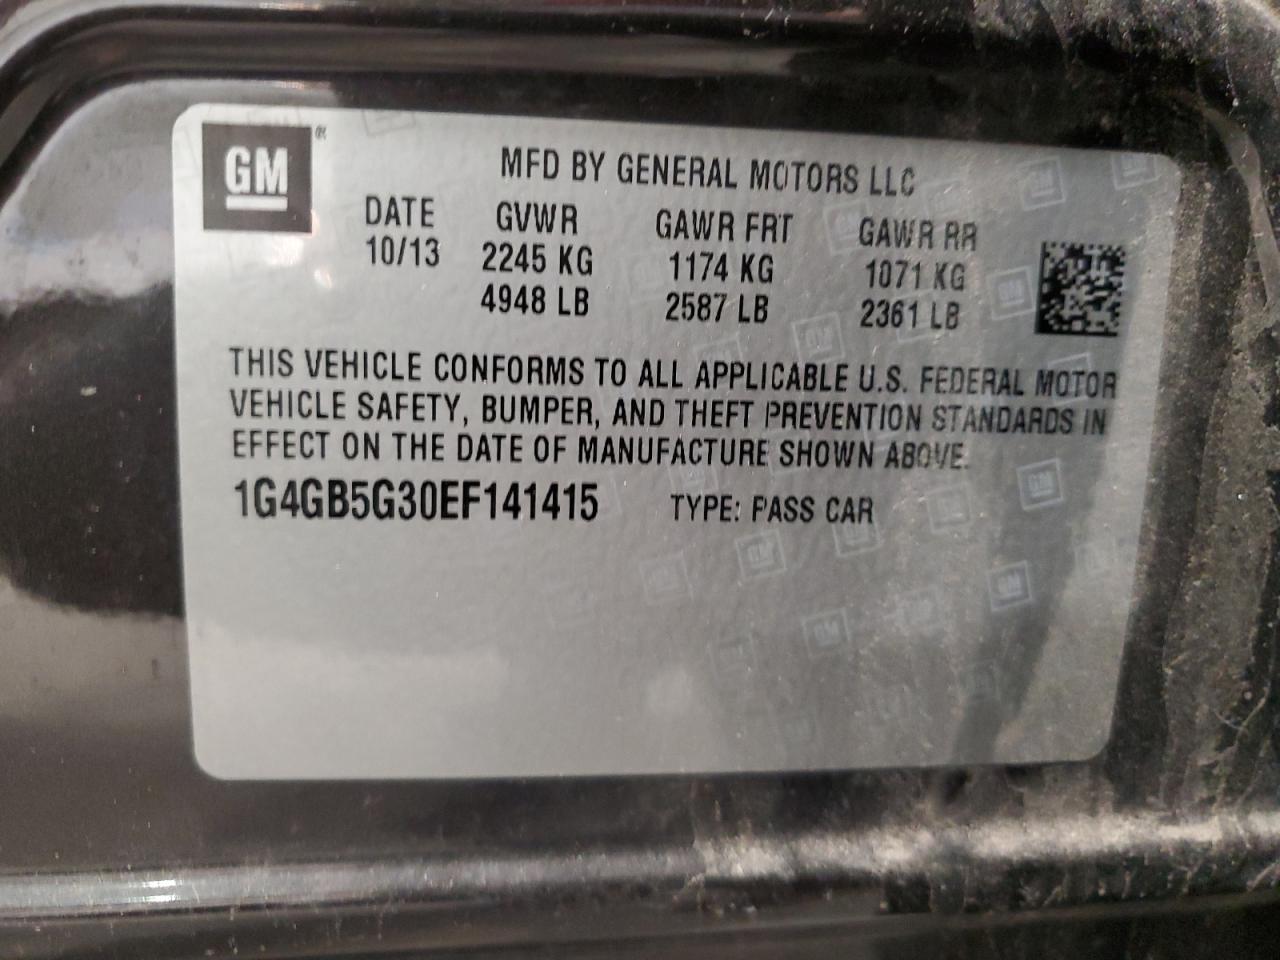 GM®
MFD BY GENERAL MOTORS LLC
DATE GVWR GAWR FRT GAWR RR
10/13 2245 KG 1174 KG 1071 KG
4948 LB 2587 LB 2361 LB
THIS VEHICLE CONFORMS TO ALL APPLICABLE U.S. FEDERAL MOTOR
VEHICLE SAFETY, BUMPER, AND THEFT PREVENTION STANDARDS IN
EFFECT ON THE DATE OF MANUFACTURE SHOWN ABOVE.
1G4GB5G30EF141415 TYPE: PASS CAR